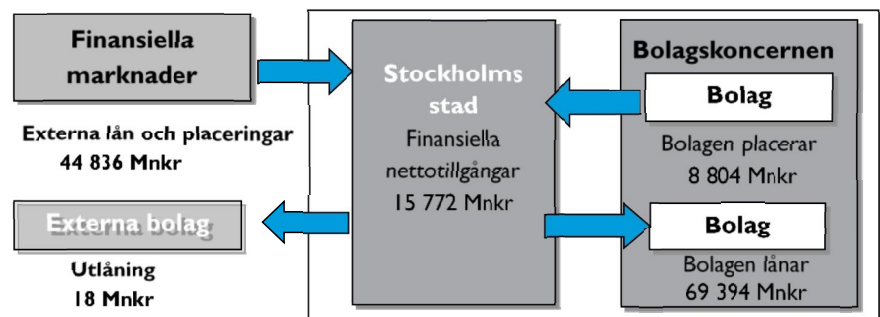 Finansiella
marknader
Externa lån och placeringar
44 836 Mnkr
Externa bolag
Utlåning
18 Mnkr
Stockholms
stad
Finansiella
nettotillgångar
15 772 Mnkr
Bolagskoncernen
Bolag
Bolagen placerar
8 804 Mnkr
Bolag
Bolagen lånar
69 394 Mnkr